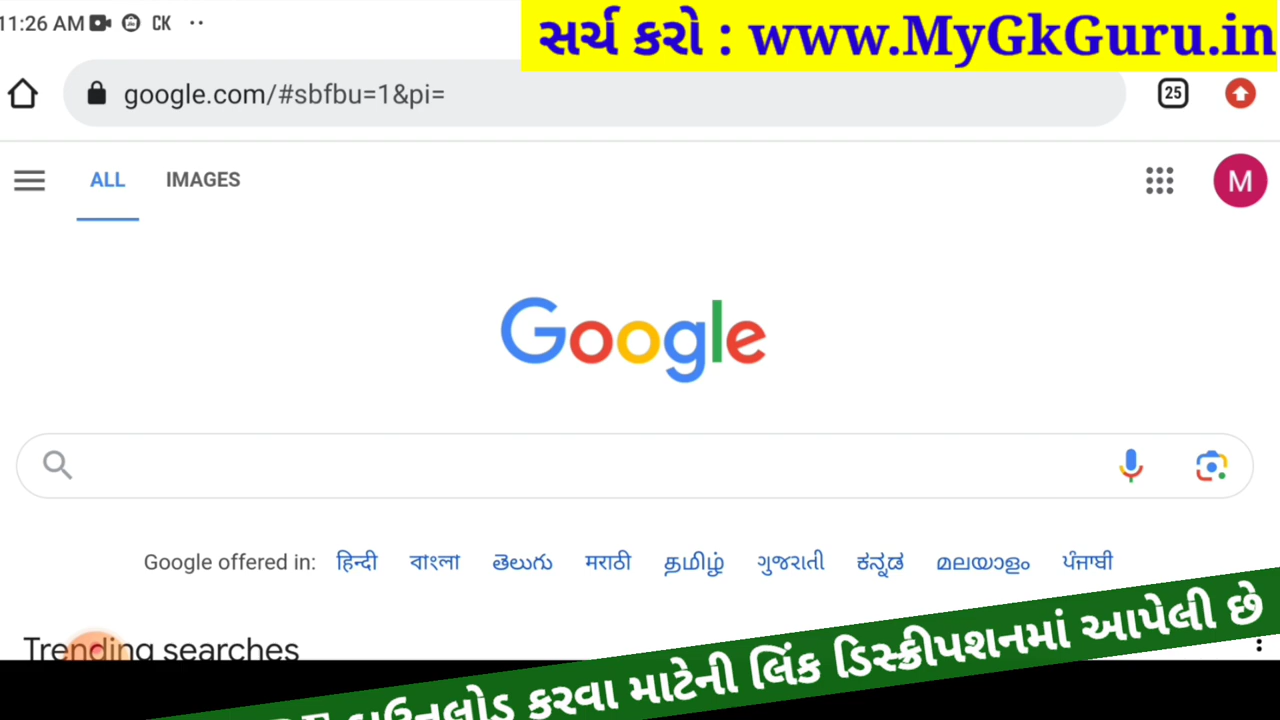 11:26 AM CK
સર્ચ કરો : www.MyGkGuru.in
google.com/#sbfbu=1&pi=
25
ALL IMAGES
M
Google
Google offered in: हिन्दी বাংলা తెలుగు मराठी தமிழ் ગુજરાતી ಕನ್ನಡ മലയാളം ਪੰਜਾਬੀ
Trending searches
ડાઉનલોડ કરવા માટેની લિંક ડિસ્ક્રીપશનમાં આપેલી છે